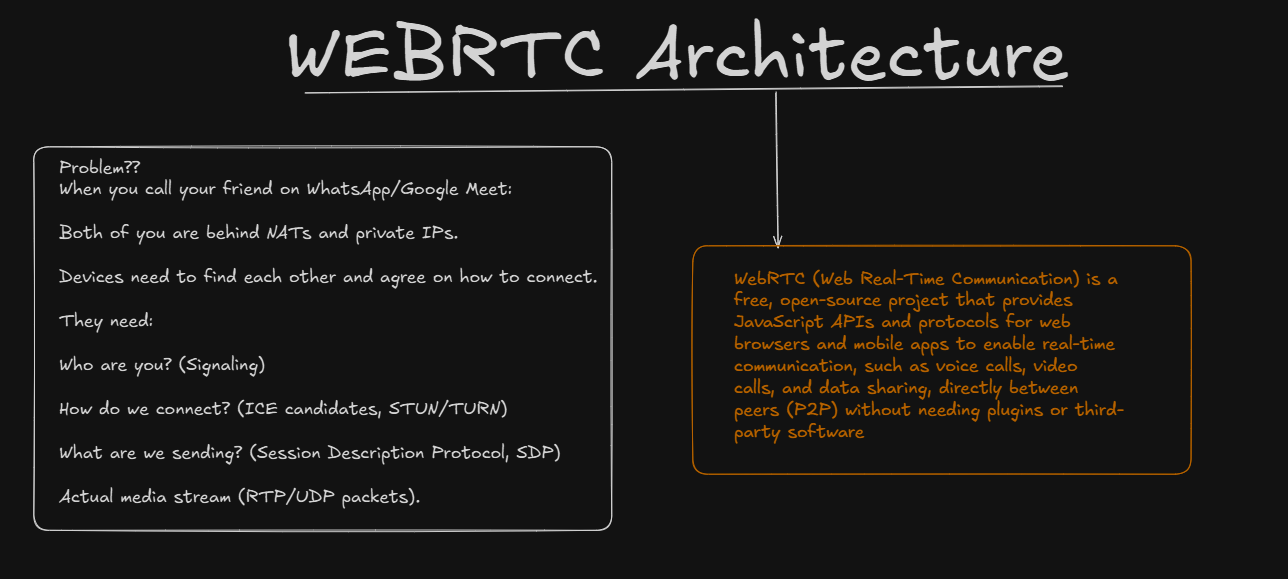 WEBRTC Architecture
Problem??
When you call your friend on WhatsApp/Google Meet:
Both of you are behind NATs and private IPs.
Devices need to find each other and agree on how to connect.
They need:
Who are you? (Signaling)
How do we connect? (ICE candidates, STUN/TURN)
What are we sending? (Session Description Protocol, SDP)
Actual media stream (RTP/UDP packets).
WebRTC (Web Real-Time Communication) is a
free, open-source project that provides
JavaScript APIs and protocols for web
browsers and mobile apps to enable real-time
communication, such as voice calls, video
calls, and data sharing, directly between
peers (P2P) without needing plugins or third-
party software